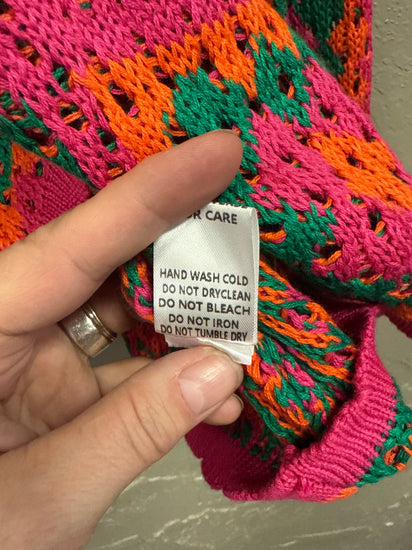 CARE
HAND WASH COLD
DO NOT DRYCLEAN
DO NOT BLEACH
DO NOT IRON
DO NOT TUMBLE DRY